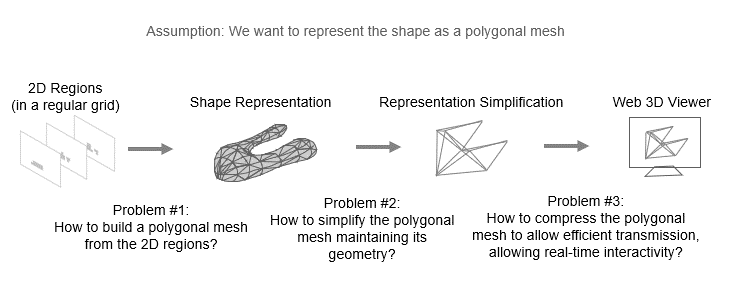 Assumption: We want to represent the shape as a polygonal mesh
2D Regions
(in a regular grid)
Shape Representation
Representation Simplification
Web 3D Viewer
Problem #1:
How to build a polygonal mesh
from the 2D regions?
Problem #2:
How to simplify the polygonal
mesh maintaining its
geometry?
Problem #3:
How to compress the polygonal
mesh to allow efficient transmission,
allowing real-time interactivity?